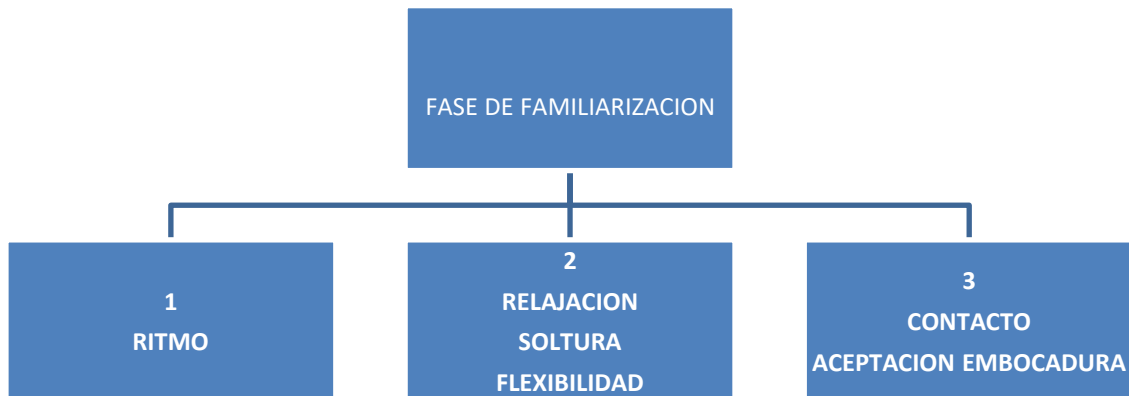 FASE DE FAMILIARIZACION
1
RITMO
2
RELAJACION
SOLTURA
FLEXIBILIDAD
3
CONTACTO
ACEPTACION EMBOCADURA